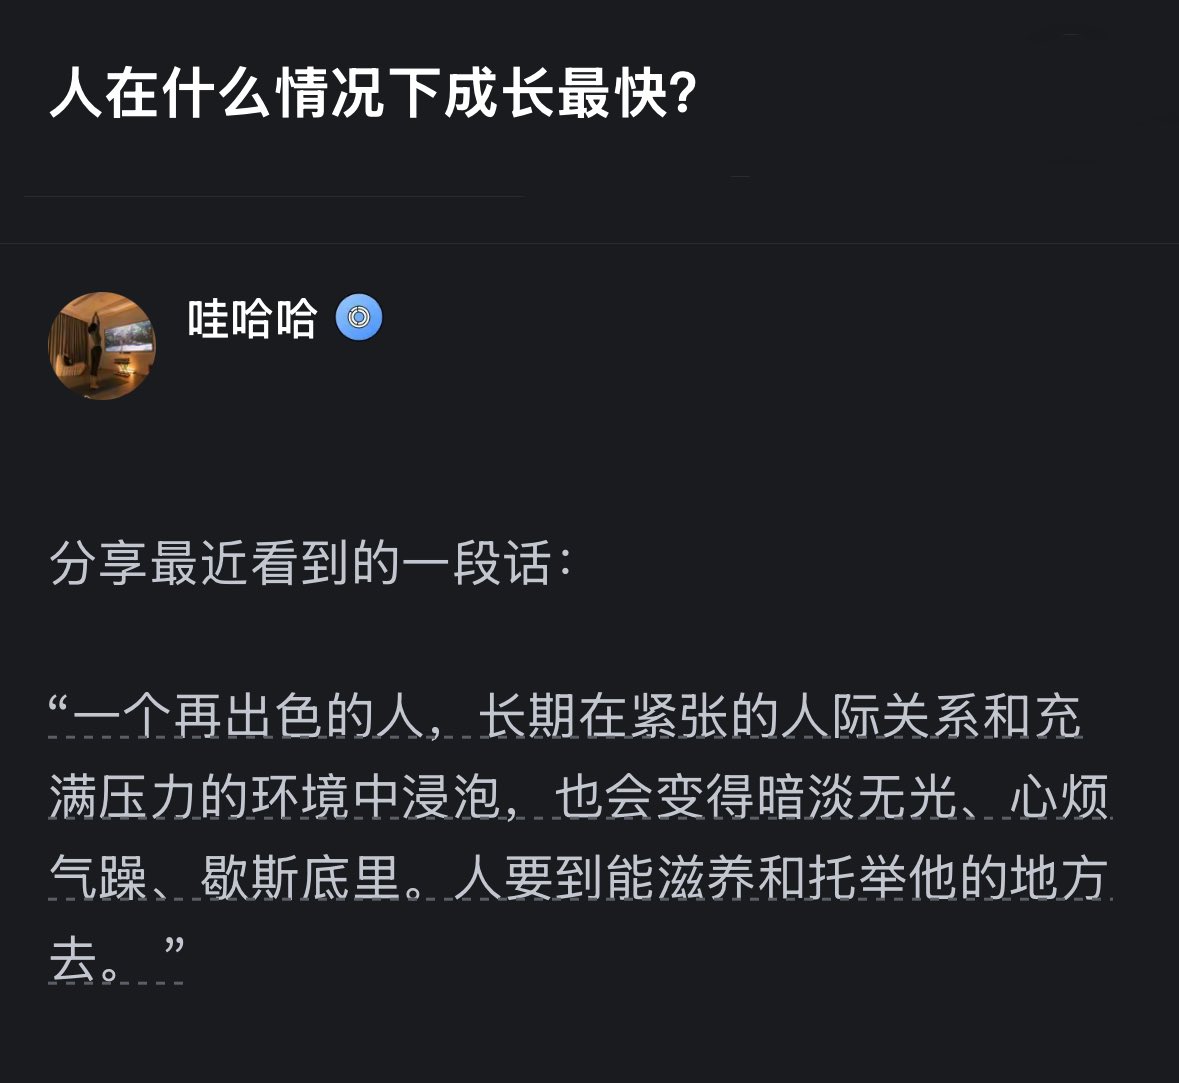 人在什么情况下成长最快?
哇哈哈
分享最近看到的一段话：
“一个再出色的人，长期在紧张的人际关系和充
满压力的环境中浸泡，也会变得暗淡无光、心烦
气躁、歇斯底里。人要到能滋养和托举他的地方
去。 ”